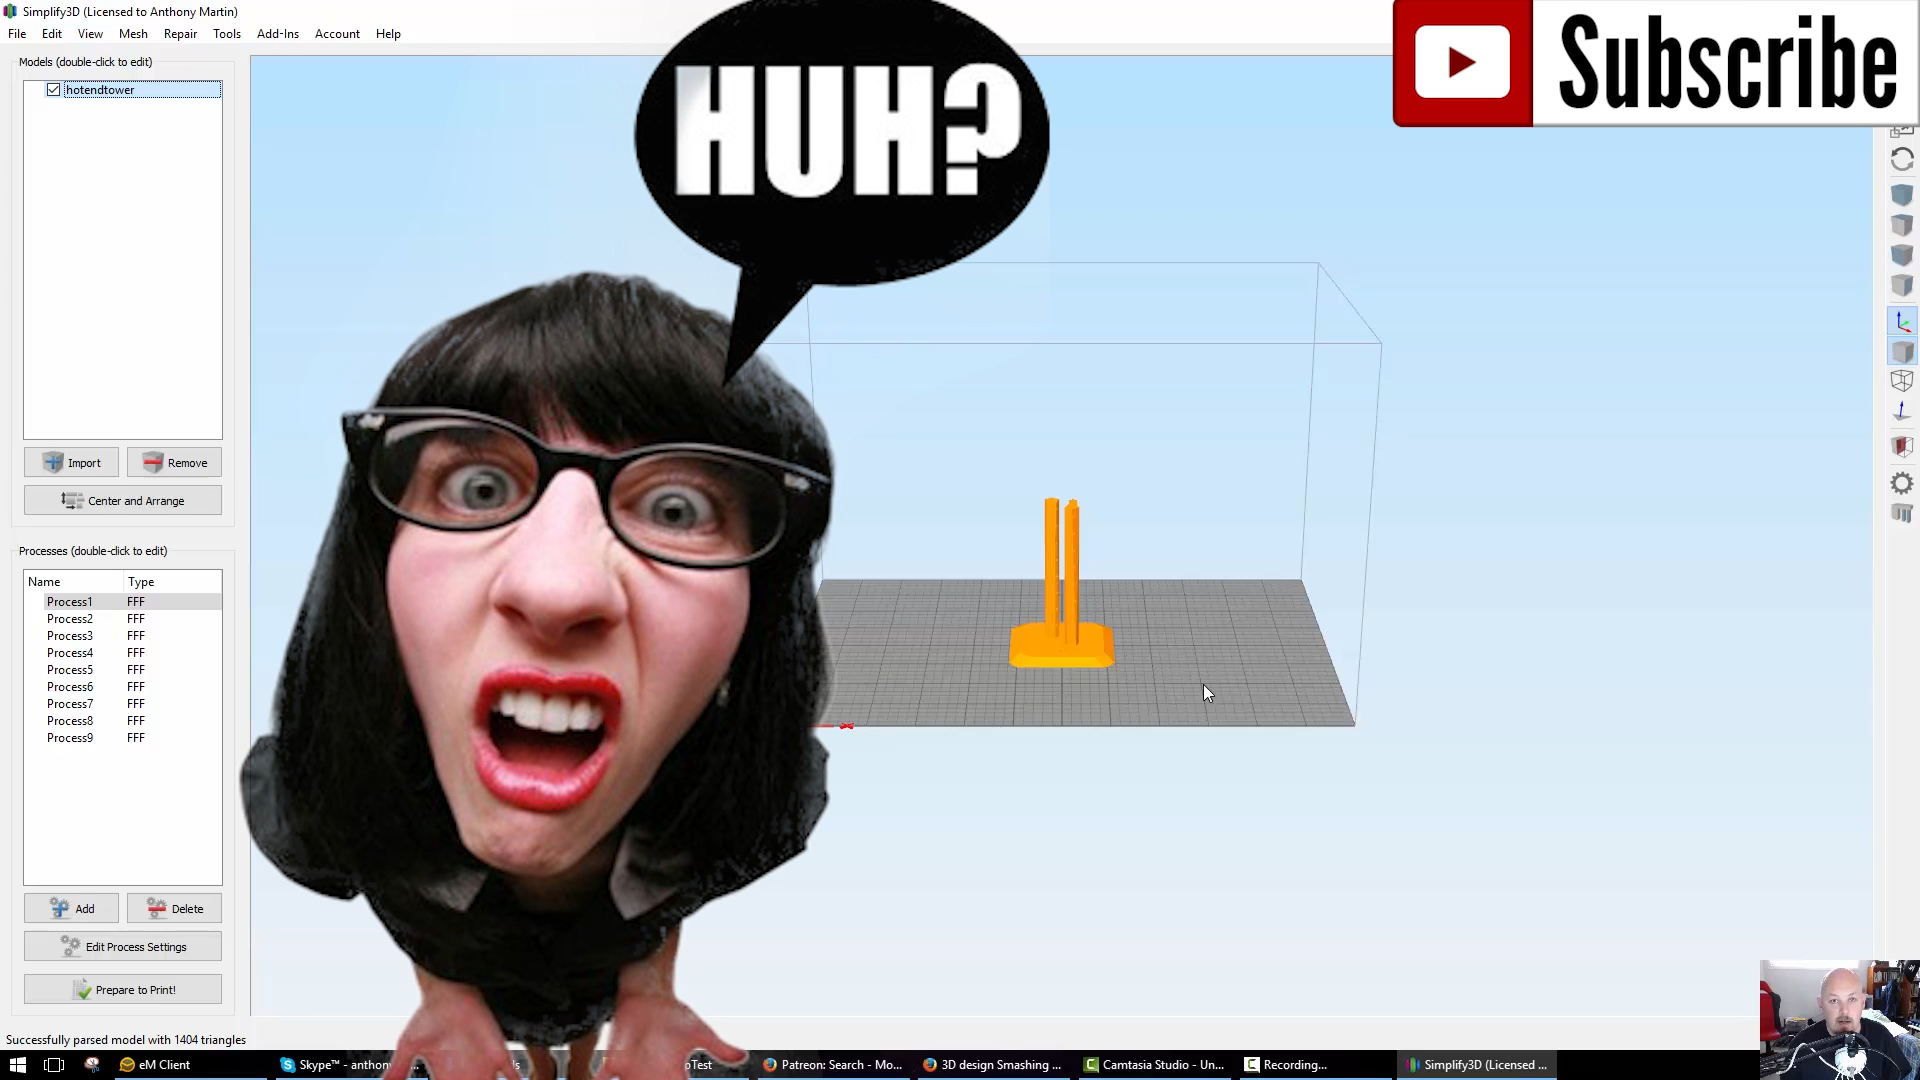 Simplify3D (Licensed to Anthony Martin)
File Edit View Mesh Repair Tools Add-Ins Account Help
Models (double-click to edit)
hotendtower
Import Remove
Center and Arrange
Processes (double-click to edit)
Name Type
Process1 FFF
Process2 FFF
Process3 FFF
Process4 FFF
Process5 FFF
Process6 FFF
Process7 FFF
Process8 FFF
Process9 FFF
Add Delete
Edit Process Settings
Prepare to Print!
Successfully parsed model with 1404 triangles
HUH?
Subscribe
eM Client
Skype™ - anthony...
Patreon: Search - Mo...
3D design Smashing ...
Camtasia Studio - Un...
Recording...
Simplify3D (Licensed ...